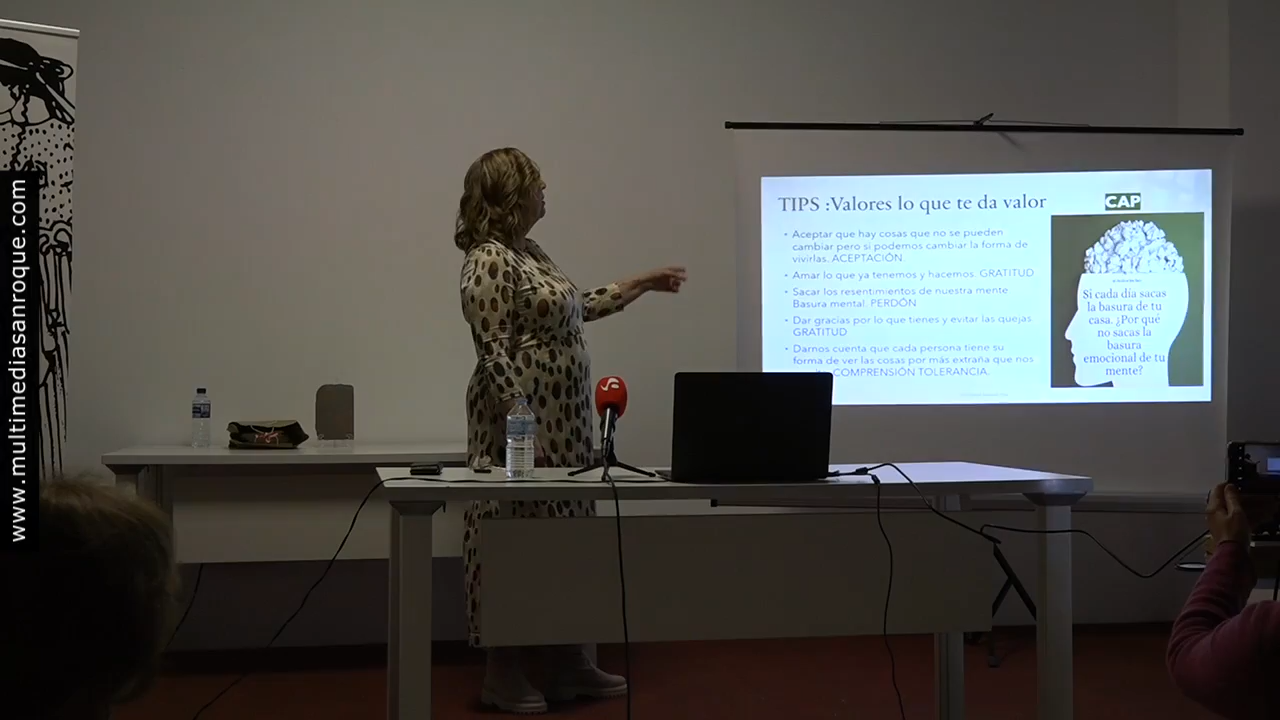 www.multimediasanroque.com
TIPS :Valores lo que te da valor
CAP
• Aceptar que hay cosas que no se pueden
cambiar pero si podemos cambiar la forma de
vivirlas. ACEPTACIÓN.
• Amar lo que ya tenemos y hacemos. GRATITUD
• Sacar los resentimientos de nuestra mente
Basura mental. PERDÓN
• Dar gracias por lo que tienes y evitar las quejas
GRATITUD
• Darnos cuenta que cada persona tiene su
forma de ver las cosas por más extraña que nos
COMPRENSIÓN TOLERANCIA.
Si cada día sacas
la basura de tu
casa. ¿Por qué
no sacas la
basura
emocional de tu
mente?